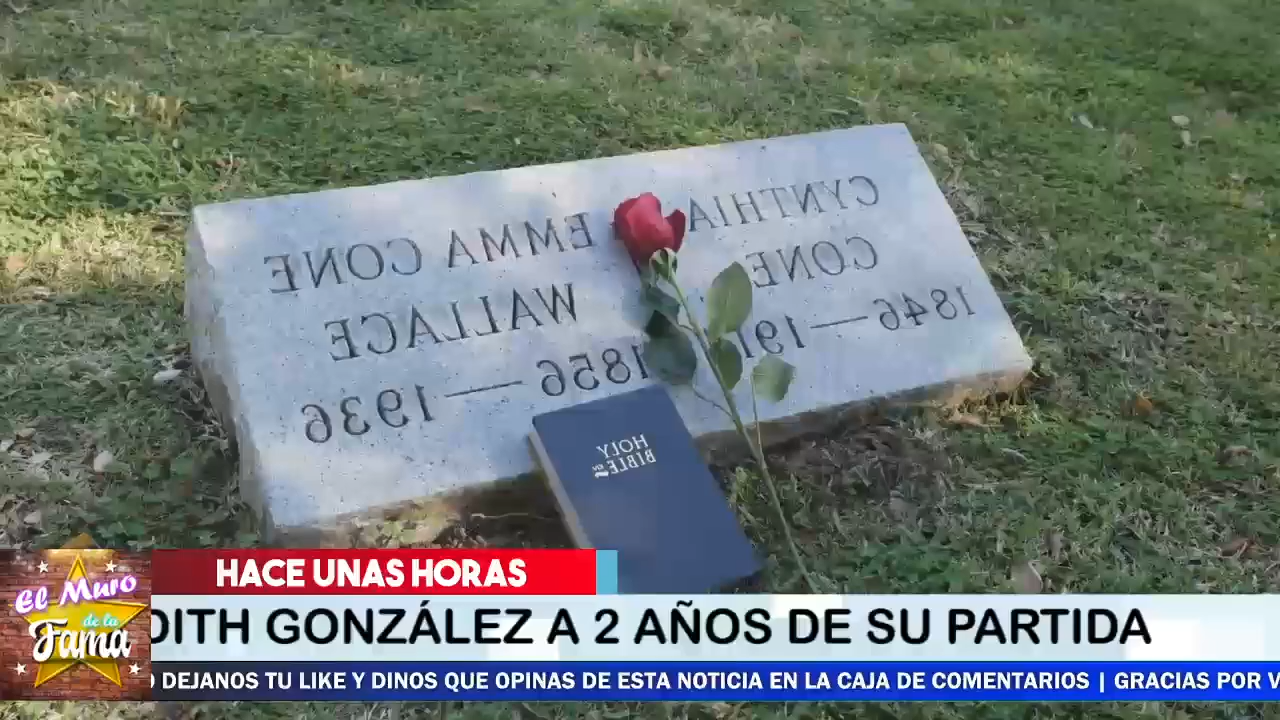 CYNTHIA EMMA CONE
CONE WALLACE
1846 — 191 1856 — 1936
HOLY
BIBLE
HACE UNAS HORAS
DITH GONZÁLEZ A 2 AÑOS DE SU PARTIDA
El Muro
de la
Fama
O DEJANOS TU LIKE Y DINOS QUE OPINAS DE ESTA NOTICIA EN LA CAJA DE COMENTARIOS | GRACIAS POR V